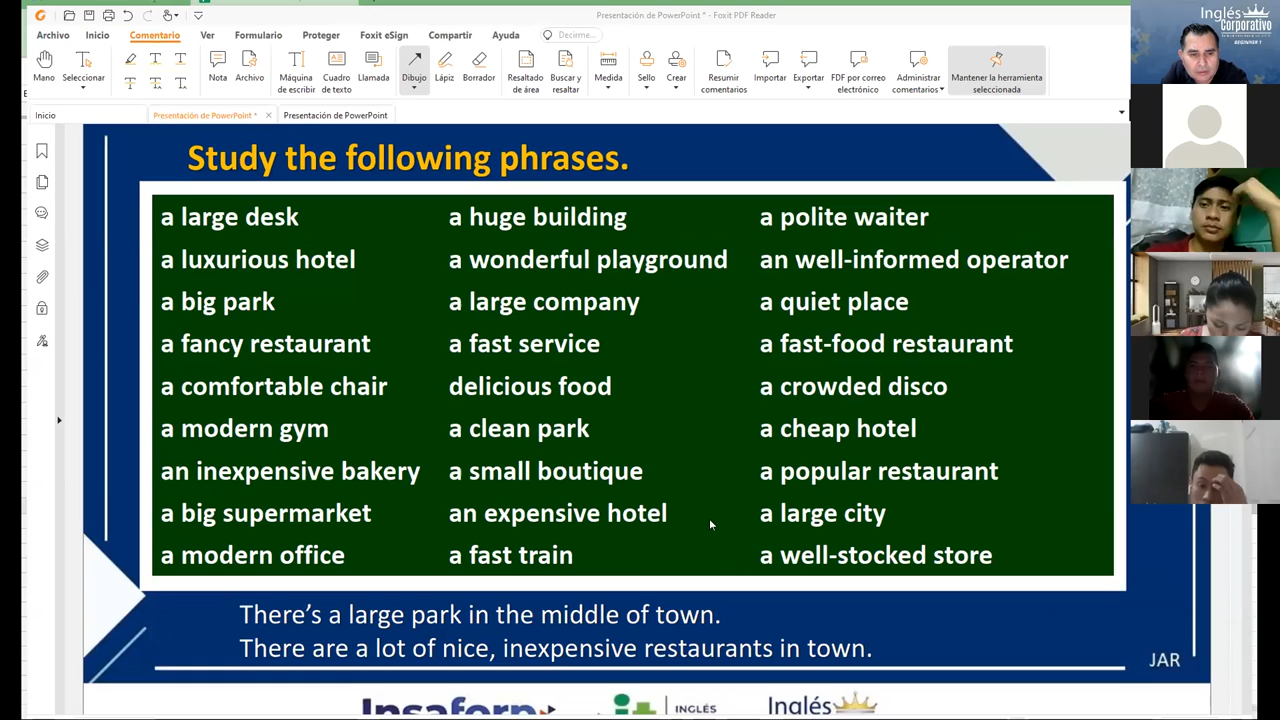 Presentación de PowerPoint * - Foxit PDF Reader
Archivo Inicio Comentario Ver Formulario Proteger Foxit eSign Compartir Ayuda Decirme...
Mano Seleccionar Nota Archivo Máquina de escribir Cuadro de texto Llamada Dibujo Lápiz Borrador Resaltado de área Buscar y resaltar Medida Sello Crear Resumir comentarios Importar Exportar FDF por correo electrónico Administrar comentarios Mantener la herramienta seleccionada
Inicio Presentación de PowerPoint * Presentación de PowerPoint
Inglés
Corporativo
BEGINNER 1
Study the following phrases.
a large desk a huge building a polite waiter
a luxurious hotel a wonderful playground an well-informed operator
a big park a large company a quiet place
a fancy restaurant a fast service a fast-food restaurant
a comfortable chair delicious food a crowded disco
a modern gym a clean park a cheap hotel
an inexpensive bakery a small boutique a popular restaurant
a big supermarket an expensive hotel a large city
a modern office a fast train a well-stocked store
There’s a large park in the middle of town.
There are a lot of nice, inexpensive restaurants in town.
JAR
Insaforp INGLÉS Inglés